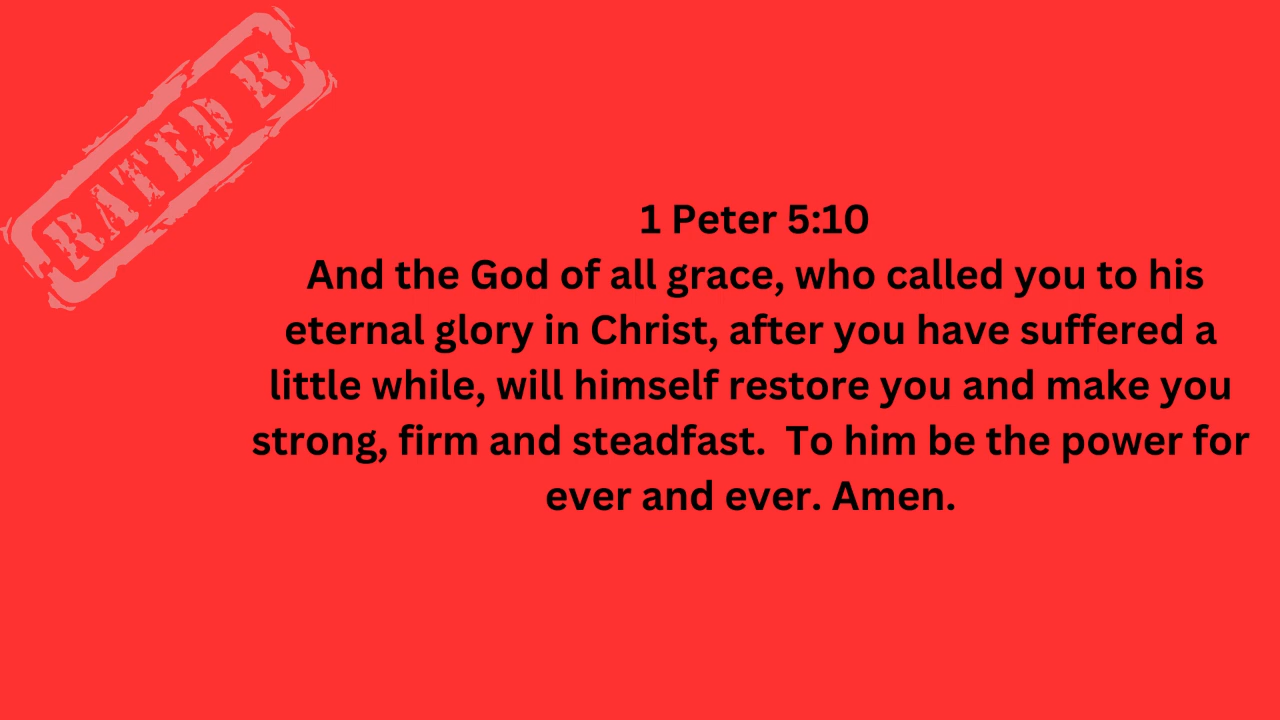 RATED R
1 Peter 5:10
And the God of all grace, who called you to his
eternal glory in Christ, after you have suffered a
little while, will himself restore you and make you
strong, firm and steadfast.  To him be the power for
ever and ever. Amen.